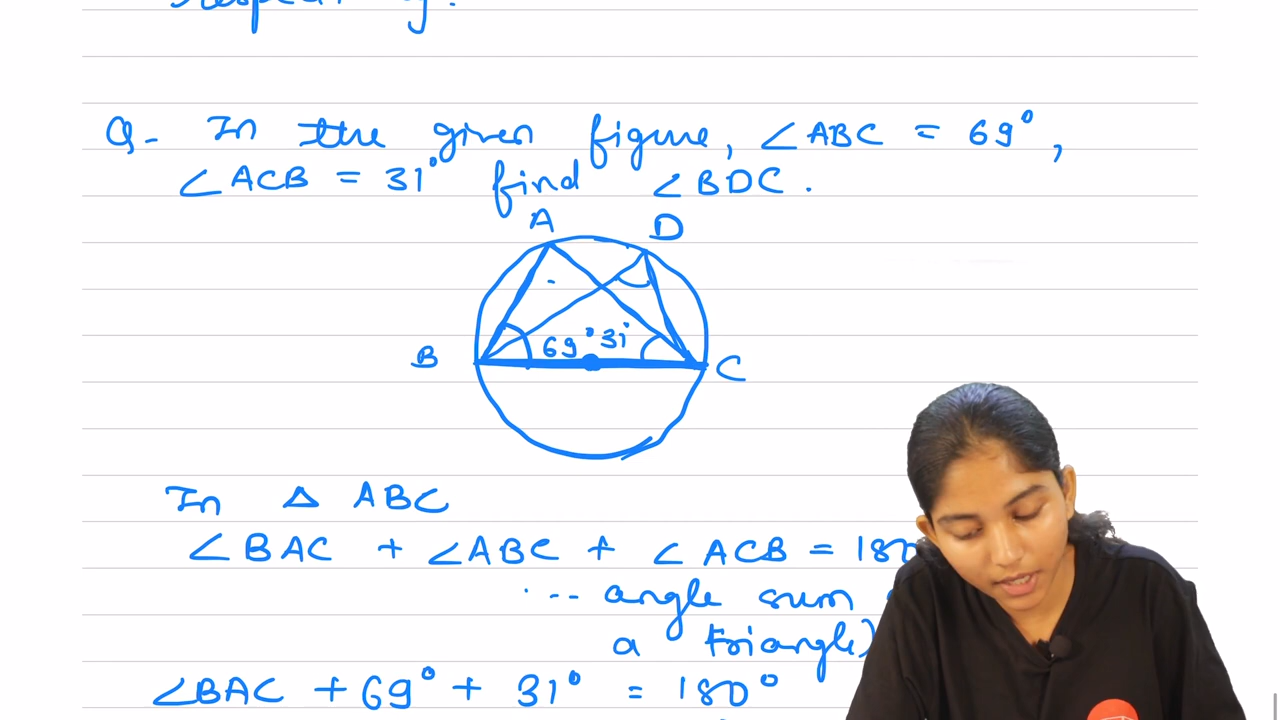 Q- In the given figure, ∠ABC = 69°,
∠ACB = 31° find ∠BDC.
A D
69° 31°
B C
In △ ABC
∠BAC + ∠ABC + ∠ACB = 180
... angle sum
a triangle)
∠BAC + 69° + 31° = 180°